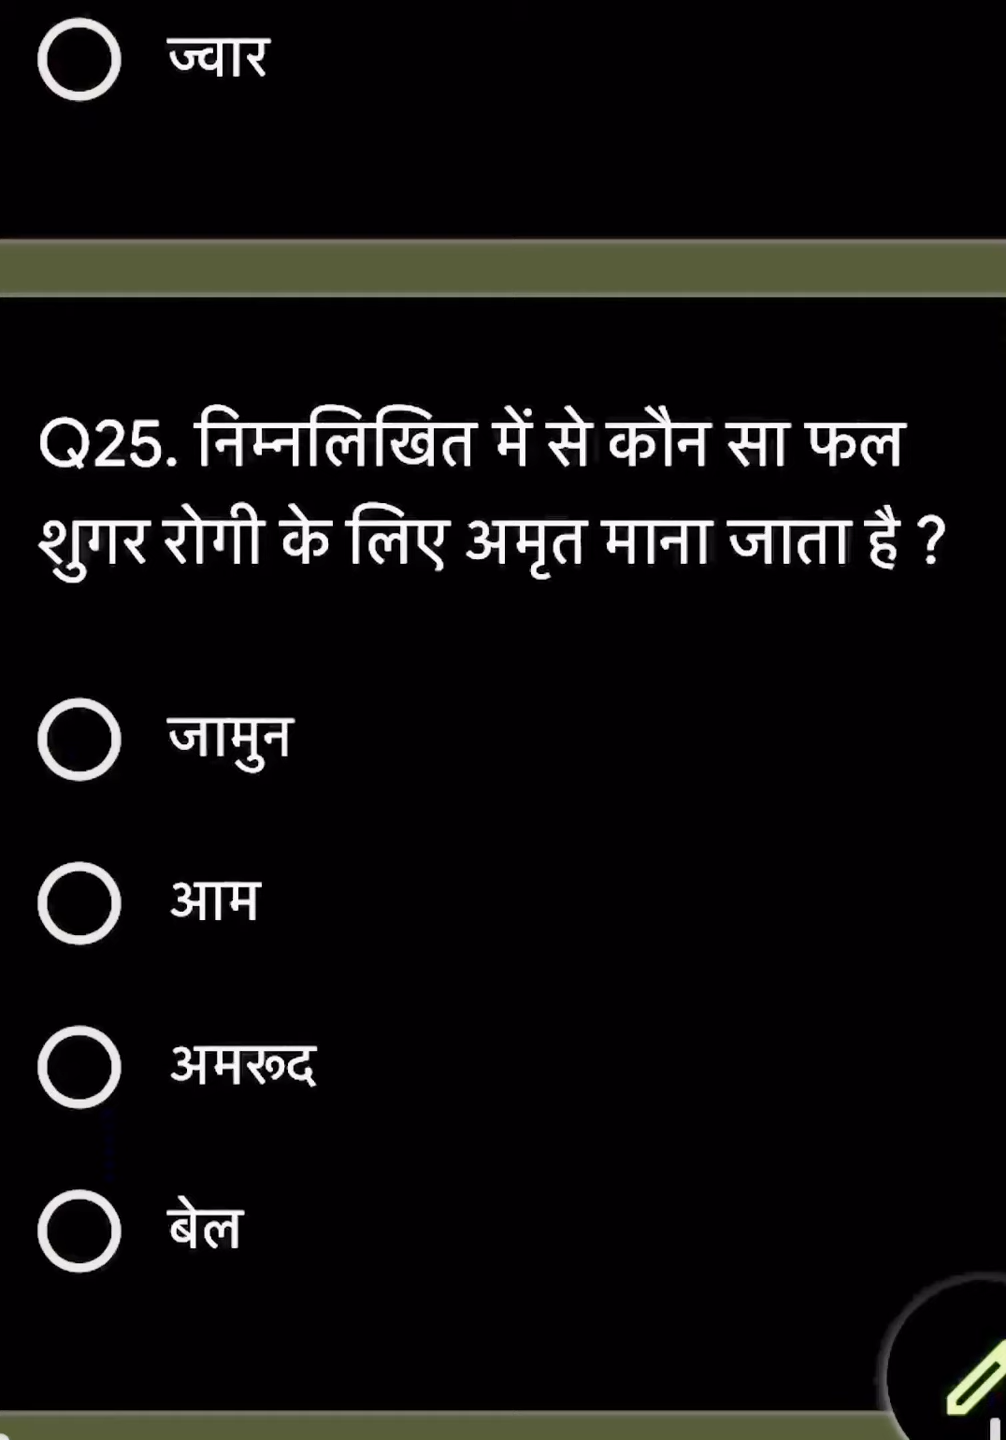 ज्वार
Q25. निम्नलिखित में से कौन सा फल
शुगर रोगी के लिए अमृत माना जाता है ?
जामुन
आम
अमरूद
बेल